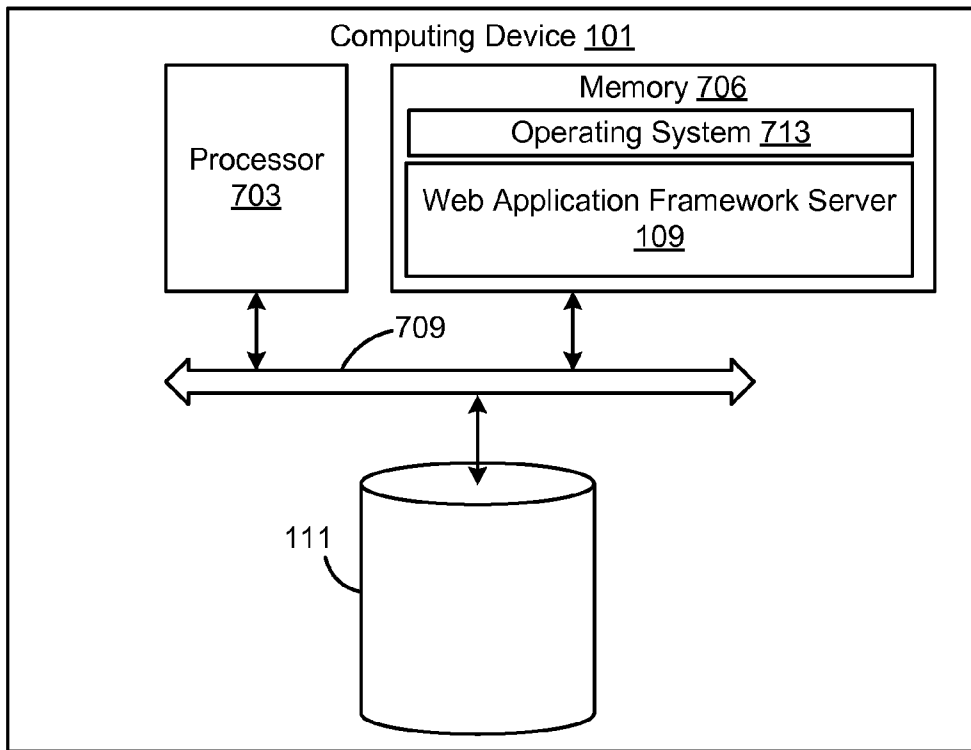 Computing Device 101
Processor
703
Memory 706
Operating System 713
Web Application Framework Server
109
709
111